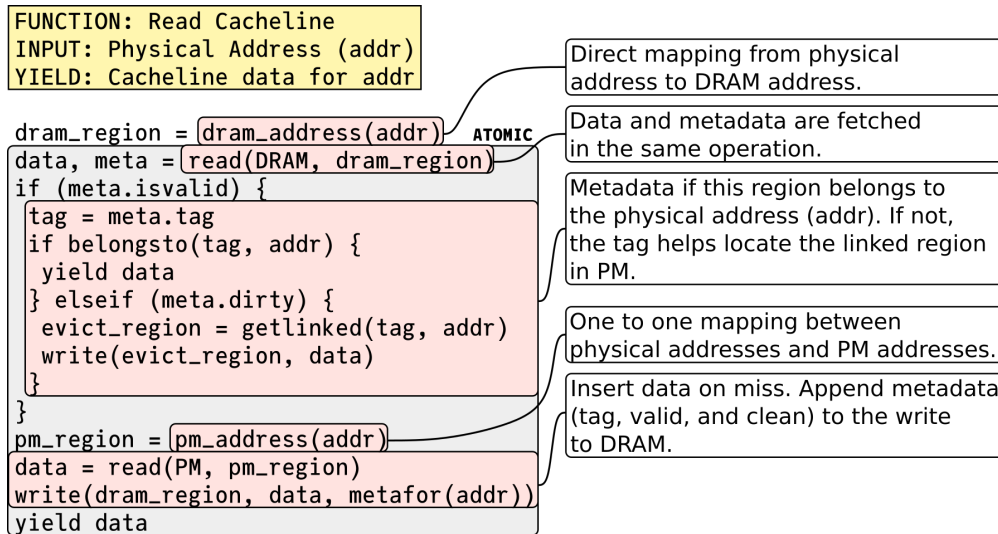 FUNCTION: Read Cacheline
INPUT: Physical Address (addr)
YIELD: Cacheline data for addr
dram_region = dram_address(addr)
ATOMIC
data, meta = read(DRAM, dram_region)
if (meta.isvalid) {
tag = meta.tag
if belongsto(tag, addr) {
yield data
} elseif (meta.dirty) {
evict_region = getlinked(tag, addr)
write(evict_region, data)
}
}
pm_region = pm_address(addr)
data = read(PM, pm_region)
write(dram_region, data, metafor(addr))
yield data
Direct mapping from physical
address to DRAM address.
Data and metadata are fetched
in the same operation.
Metadata if this region belongs to
the physical address (addr). If not,
the tag helps locate the linked region
in PM.
One to one mapping between
physical addresses and PM addresses.
Insert data on miss. Append metadata
(tag, valid, and clean) to the write
to DRAM.